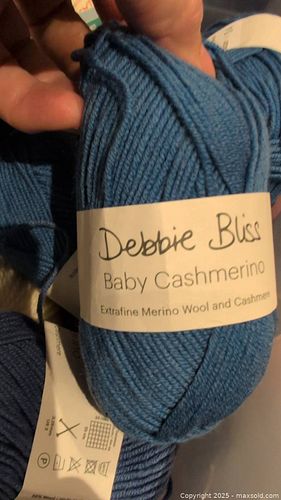 Debbie Bliss
Baby Cashmerino
Extrafine Merino Wool and Cashmere
P
Copyright 2025 - maxsold.com